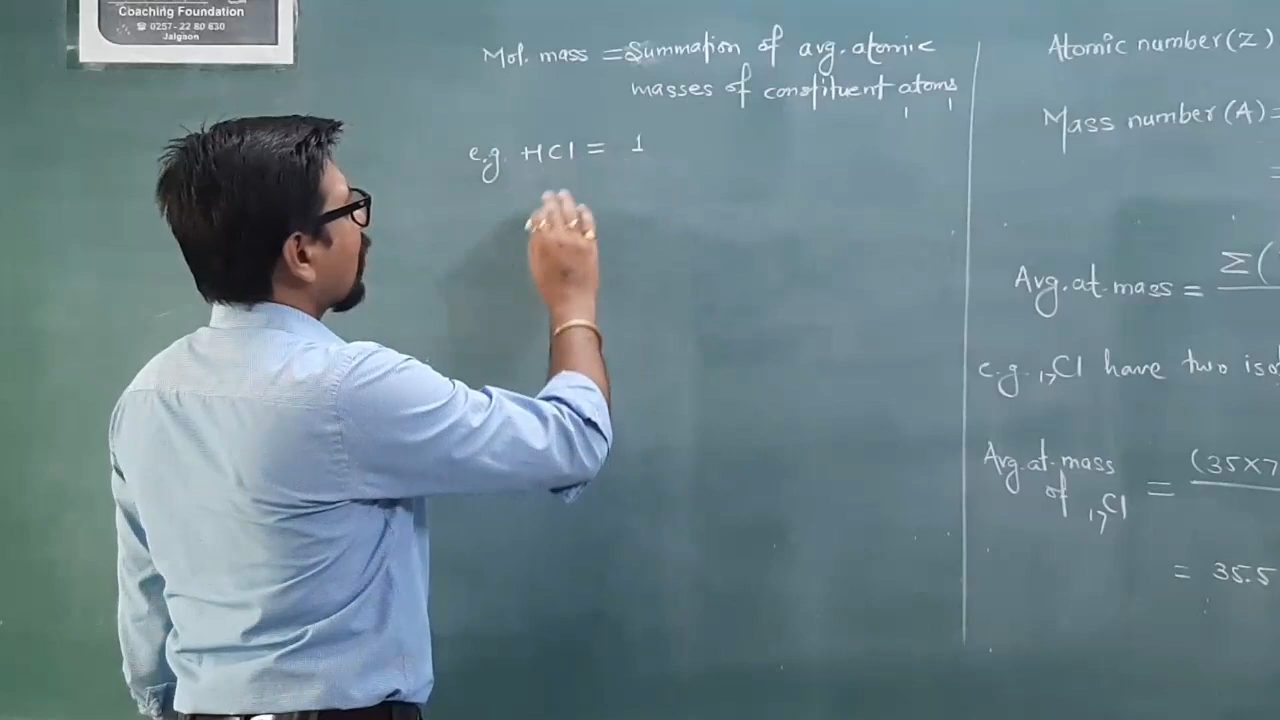 Coaching Foundation
☎ 0257-22 80 630
Jalgaon
Mol. mass = Summation of avg. atomic
masses of constituent atoms
e.g. HCl = 1
Atomic number (Z)
Mass number (A) =
=
Avg. at. mass = Σ(
e.g. ₁₇Cl have two iso
Avg. at. mass
of ₁₇Cl = (35×7
= 35.5